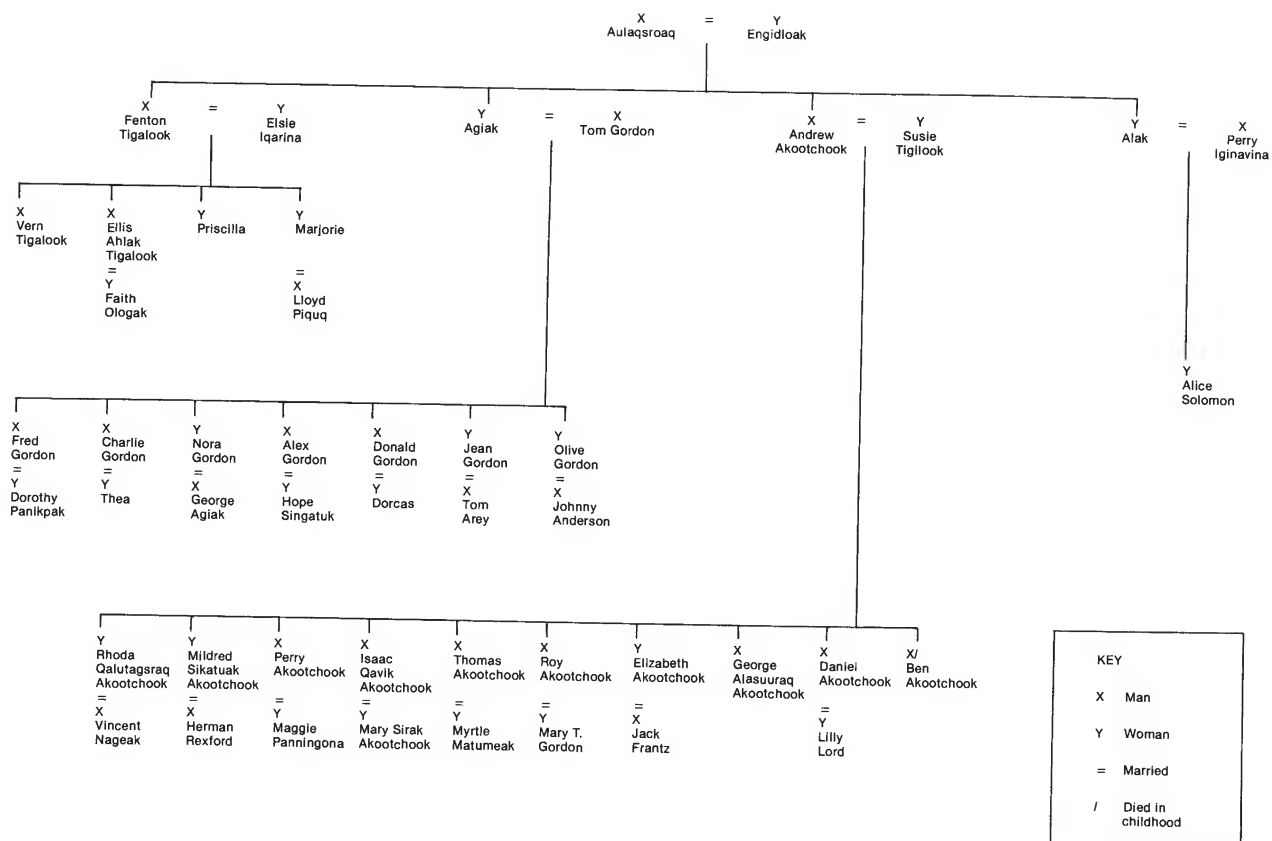 X = Y
Aulaqsroaq Engidloak
X = Y
Fenton Elsie
Tigalook Iqarina
Y = X
Agiak Tom Gordon
X = Y
Andrew Susie
Akootchook Tigilook
Y = X
Alak Perry
Iginavina
X
Vern
Tigalook
X
Ellis
Ahlak
Tigalook
=
Y
Faith
Ologak
Y
Priscilla
Y
Marjorie
=
X
Lloyd
Piquq
Y
Alice
Solomon
X
Fred
Gordon
=
Y
Dorothy
Panikpak
X
Charlie
Gordon
=
Y
Thea
Y
Nora
Gordon
=
X
George
Agiak
X
Alex
Gordon
=
Y
Hope
Singatuk
X
Donald
Gordon
=
Y
Dorcas
Y
Jean
Gordon
=
X
Tom
Arey
Y
Olive
Gordon
=
X
Johnny
Anderson
Y
Rhoda
Qalutagsraq
Akootchook
=
X
Vincent
Nageak
Y
Mildred
Sikatuak
Akootchook
=
X
Herman
Rexford
X
Perry
Akootchook
=
Y
Maggie
Panningona
X
Isaac
Qavik
Akootchook
=
Y
Mary Sirak
Akootchook
X
Thomas
Akootchook
=
Y
Myrtle
Matumeak
X
Roy
Akootchook
=
Y
Mary T.
Gordon
Y
Elizabeth
Akootchook
=
X
Jack
Frantz
X
George
Alasuuraq
Akootchook
X
Daniel
Akootchook
=
Y
Lilly
Lord
X/
Ben
Akootchook
KEY
X Man
Y Woman
= Married
/ Died in
childhood